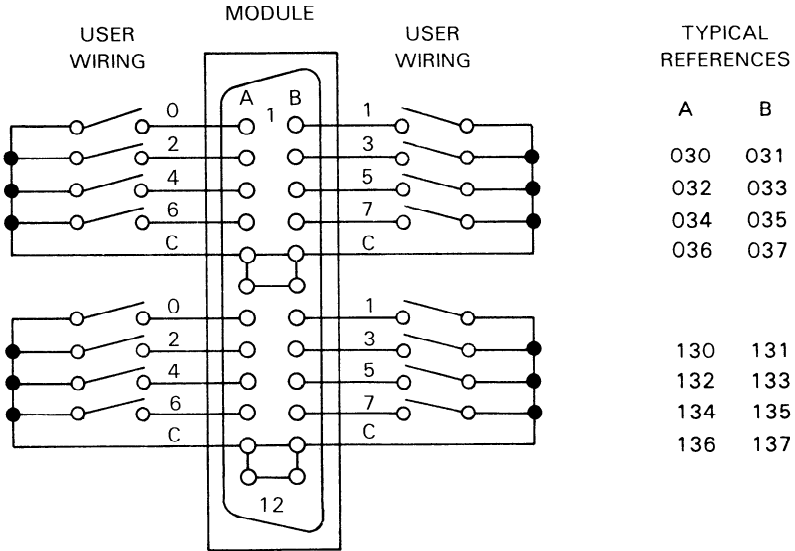 MODULE
USER WIRING
USER WIRING
TYPICAL REFERENCES
A B
A B
1
0 1
2 3
030 031
4 5
032 033
6 7
034 035
C C
036 037
0 1
2 3
130 131
4 5
132 133
6 7
134 135
C C
136 137
12